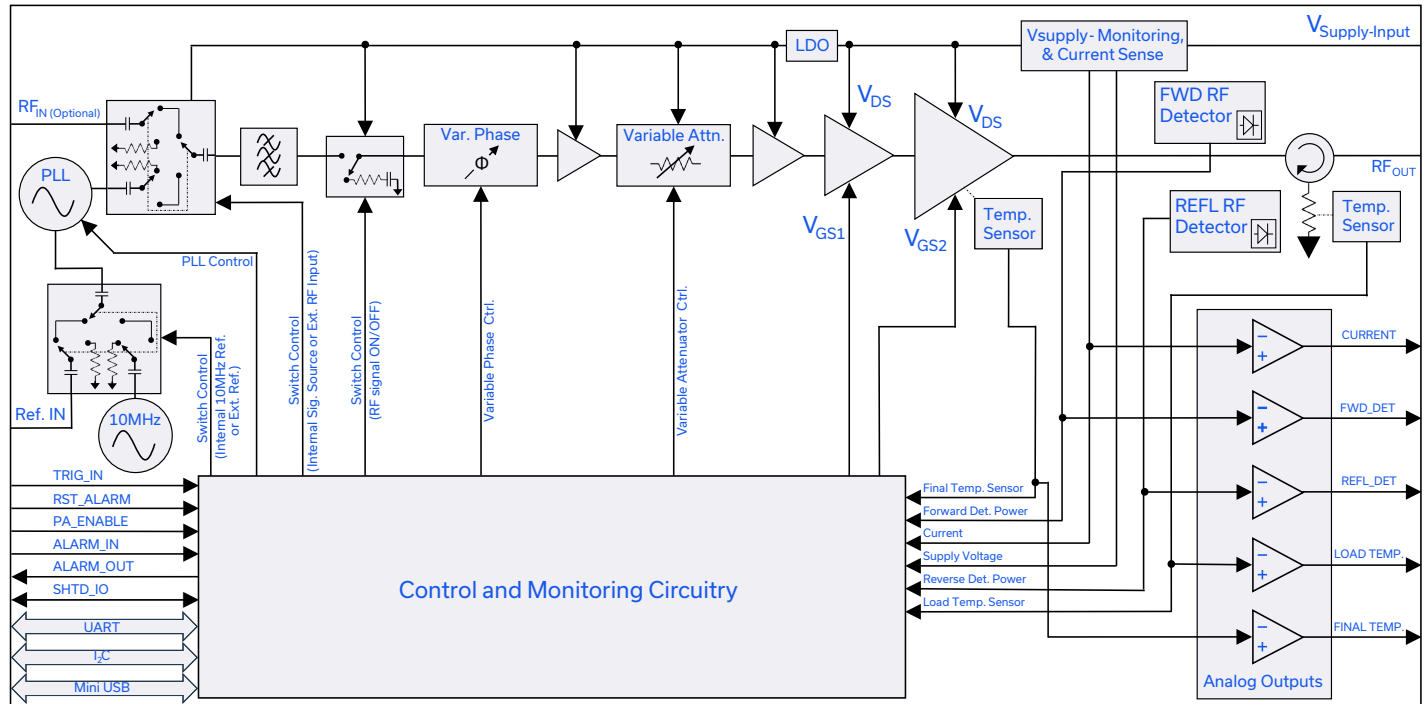 V Supply-Input
LDO
Vsupply- Monitoring,
& Current Sense
RF IN (Optional)
V DS
V DS
FWD RF
Detector
Var. Phase
Φ
Variable Attn.
PLL
RF OUT
REFL RF
Detector
Temp.
Sensor
Temp.
Sensor
V GS1
V GS2
PLL Control
Switch Control
(Internal 10MHz Ref.
or Ext. Ref.)
Switch Control
(Internal Sig. Source or Ext. RF Input)
Switch Control
(RF signal ON/OFF)
Variable Phase Ctrl.
Variable Attenuator Ctrl.
Ref. IN
10MHz
TRIG_IN
RST_ALARM
PA_ENABLE
ALARM_IN
ALARM_OUT
SHTD_IO
UART
I2C
Mini USB
Control and Monitoring Circuitry
Final Temp. Sensor
Forward Det. Power
Current
Supply Voltage
Reverse Det. Power
Load Temp. Sensor
−
+
CURRENT
−
+
FWD_DET
−
+
REFL_DET
−
+
LOAD TEMP.
−
+
FINAL TEMP.
Analog Outputs